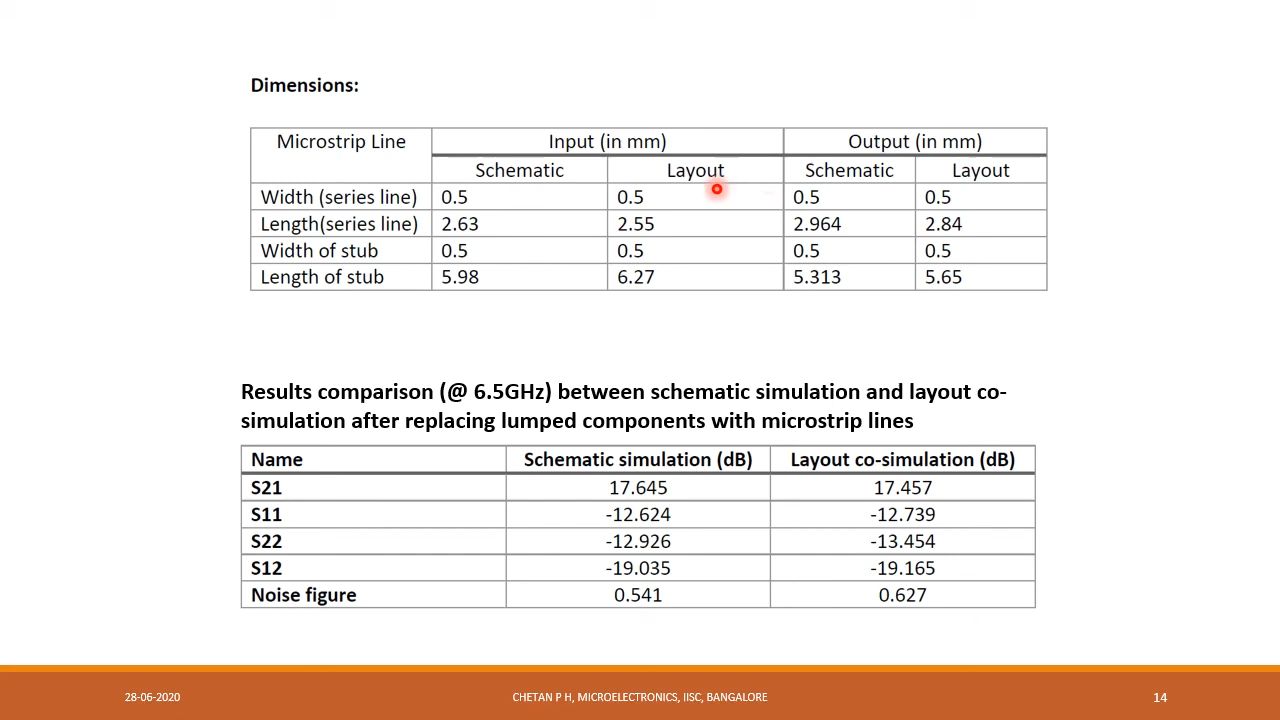 Dimensions:
Microstrip Line Input (in mm) Output (in mm)
Schematic Layout Schematic Layout
Width (series line) 0.5 0.5 0.5 0.5
Length(series line) 2.63 2.55 2.964 2.84
Width of stub 0.5 0.5 0.5 0.5
Length of stub 5.98 6.27 5.313 5.65
Results comparison (@ 6.5GHz) between schematic simulation and layout co-
simulation after replacing lumped components with microstrip lines
Name Schematic simulation (dB) Layout co-simulation (dB)
S21 17.645 17.457
S11 -12.624 -12.739
S22 -12.926 -13.454
S12 -19.035 -19.165
Noise figure 0.541 0.627
28-06-2020 CHETAN P H, MICROELECTRONICS, IISC, BANGALORE 14